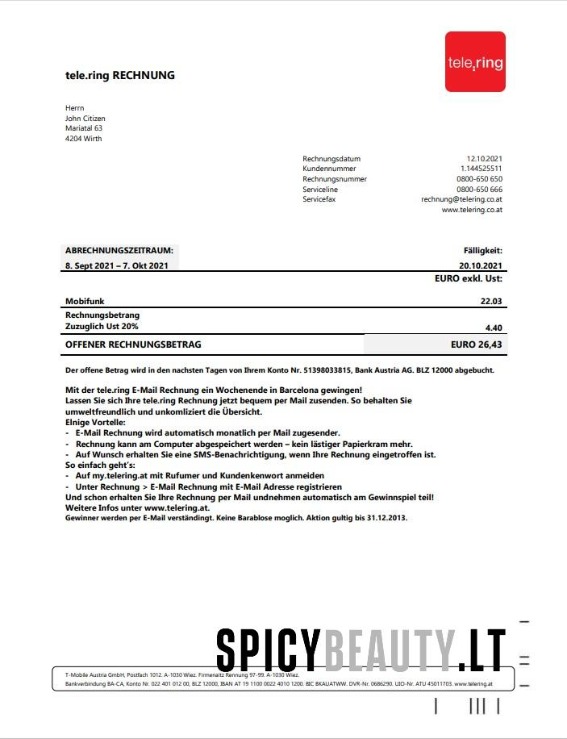 tele.ring
tele.ring RECHNUNG
Herrn
John Citizen
Mariatal 63
4204 Wirth
Rechnungsdatum 12.10.2021
Kundennummer 1.144525511
Rechnungsnummer 0800-650 650
Serviceline 0800-650 666
Servicefax rechnung@telering.co.at
www.telering.co.at
ABRECHNUNGSZEITRAUM: Fälligkeit:
8. Sept 2021 – 7. Okt 2021 20.10.2021
EURO exkl. Ust:
Mobifunk 22.03
Rechnungsbetrang
Zuzuglich Ust 20% 4.40
OFFENER RECHNUNGSBETRAG EURO 26,43
Der offene Betrag wird in den nachsten Tagen von Ihrem Konto Nr. 51398033815, Bank Austria AG. BLZ 12000 abgebucht.
Mit der tele.ring E-Mail Rechnung ein Wochenende in Barcelona gewingen!
Lassen Sie sich Ihre tele.ring Rechnung jetzt bequem per Mail zusenden. So behalten Sie
umweltfreundlich und unkomliziert die Übersicht.
Elnige Vorteile:
- E-Mail Rechnung wird automatisch monatlich per Mail zugesender.
- Rechnung kann am Computer abgespeichert werden – kein lästiger Papierkram mehr.
- Auf Wunsch erhalten Sie eine SMS-Benachrichtigung, wenn Ihre Rechnung eingetroffen ist.
So einfach geht's:
- Auf my.telering.at mit Rufumer und Kundenkenwort anmeiden
- Unter Rechnung > E-Mail Rechnung mit E-Mail Adresse registrieren
Und schon erhalten Sie Ihre Rechnung per Mail undnehmen automatisch am Gewinnspiel teil!
Weitere Infos unter www.telering.at.
Gewinner werden per E-Mail verständingt. Keine Barablose moglich. Aktion gultig bis 31.12.2013.
SPICYBEAUTY.LT
T-Mobile Austria GmbH, Postfach 1012. A-1030 Wiez. Firmensitz Rennung 97-99. A-1030 Wiez.
Bankverbindung BA-CA, Konto Nr. 022 401 012 00, BLZ 12000, IBAN AT 19 1100 0022 4010 1200. BIC BKAUATWW. DVR-Nr. 0686290. UIO-Nr. ATU 45011703. www.telering.at